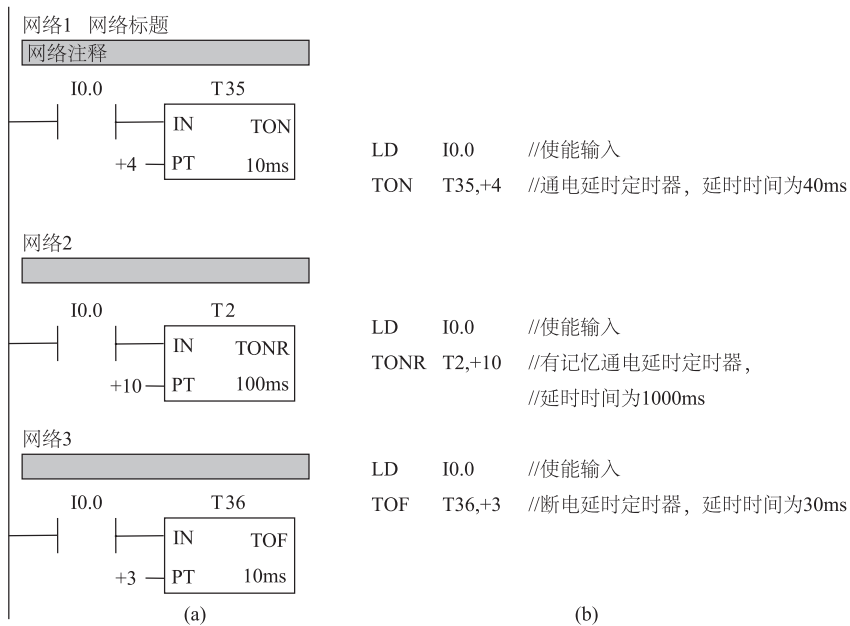 网络1 网络标题
网络注释
I0.0 T35
IN TON
+4 PT 10ms
LD I0.0 //使能输入
TON T35,+4 //通电延时定时器，延时时间为40ms
网络2
I0.0 T2
IN TONR
+10 PT 100ms
LD I0.0 //使能输入
TONR T2,+10 //有记忆通电延时定时器，
//延时时间为1000ms
网络3
I0.0 T36
IN TOF
+3 PT 10ms
LD I0.0 //使能输入
TOF T36,+3 //断电延时定时器，延时时间为30ms
(a) (b)